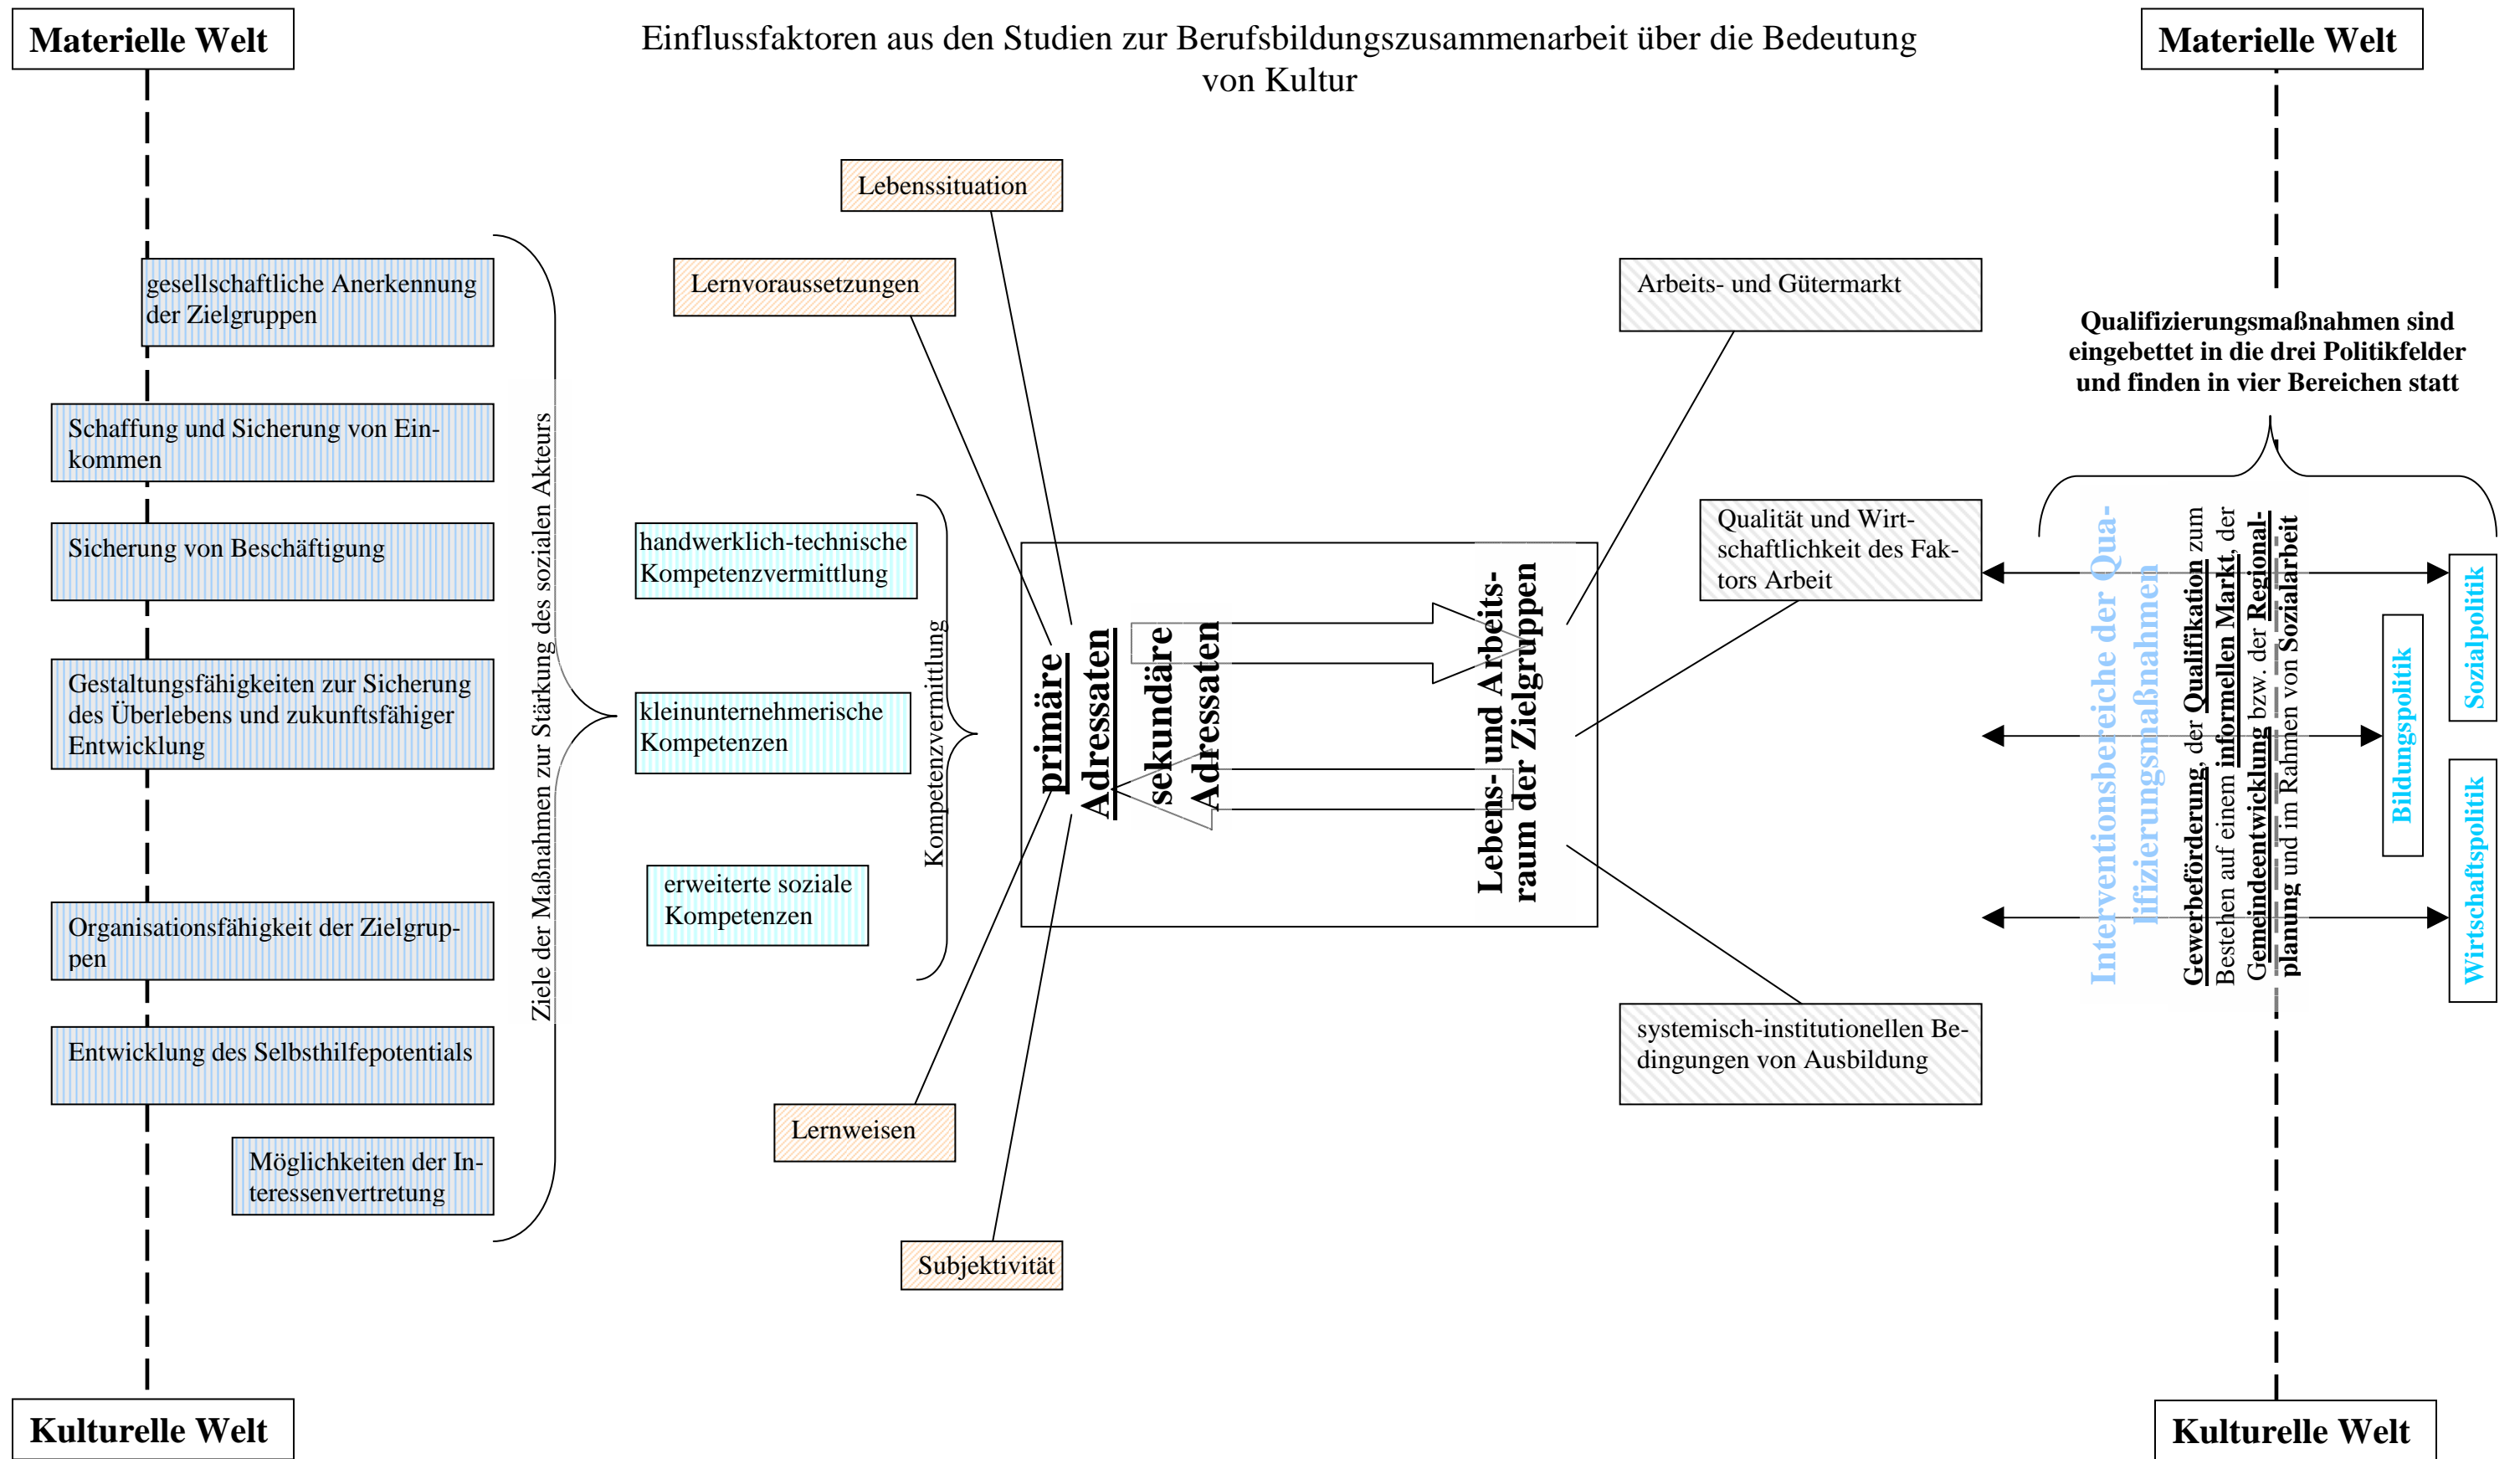 Materielle Welt
Einflussfaktoren aus den Studien zur Berufsbildungszusammenarbeit über die Bedeutung
von Kultur
Materielle Welt
gesellschaftliche Anerkennung
der Zielgruppen
Schaffung und Sicherung von Ein-
kommen
Sicherung von Beschäftigung
Gestaltungsfähigkeiten zur Sicherung
des Überlebens und zukunftsfähiger
Entwicklung
Organisationsfähigkeit der Zielgrup-
pen
Entwicklung des Selbsthilfepotentials
Möglichkeiten der In-
teressenvertretung
Ziele der Maßnahmen zur Stärkung des sozialen Akteurs
handwerklich-technische
Kompetenzvermittlung
kleinunternehmerische
Kompetenzen
erweiterte soziale
Kompetenzen
Kompetenzvermittlung
Lebenssituation
Lernvoraussetzungen
Lernweisen
Subjektivität
primäre
Adressaten
sekundäre
Adressaten
Lebens- und Arbeits-
raum der Zielgruppen
Arbeits- und Gütermarkt
Qualität und Wirt-
schaftlichkeit des Fak-
tors Arbeit
systemisch-institutionellen Be-
dingungen von Ausbildung
Qualifizierungsmaßnahmen sind
eingebettet in die drei Politikfelder
und finden in vier Bereichen statt
Interventionsbereiche der Qua-
lifizierungsmaßnahmen
Gewerbeförderung, der Qualifikation zum
Bestehen auf einem informellen Markt, der
Gemeindeentwicklung bzw. der Regional-
planung und im Rahmen von Sozialarbeit
Sozialpolitik
Bildungspolitik
Wirtschaftspolitik
Kulturelle Welt
Kulturelle Welt